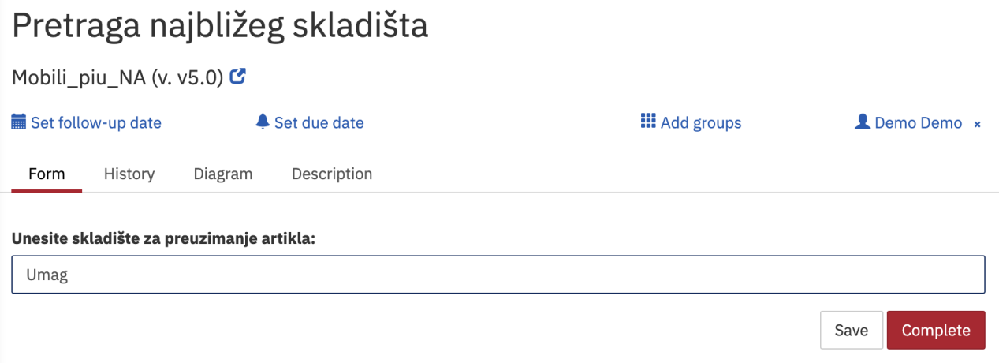 Pretraga najbližeg skladišta
Mobili_piu_NA (v. v5.0)
Set follow-up date Set due date Add groups Demo Demo ×
Form History Diagram Description
Unesite skladište za preuzimanje artikla:
Umag
Save Complete